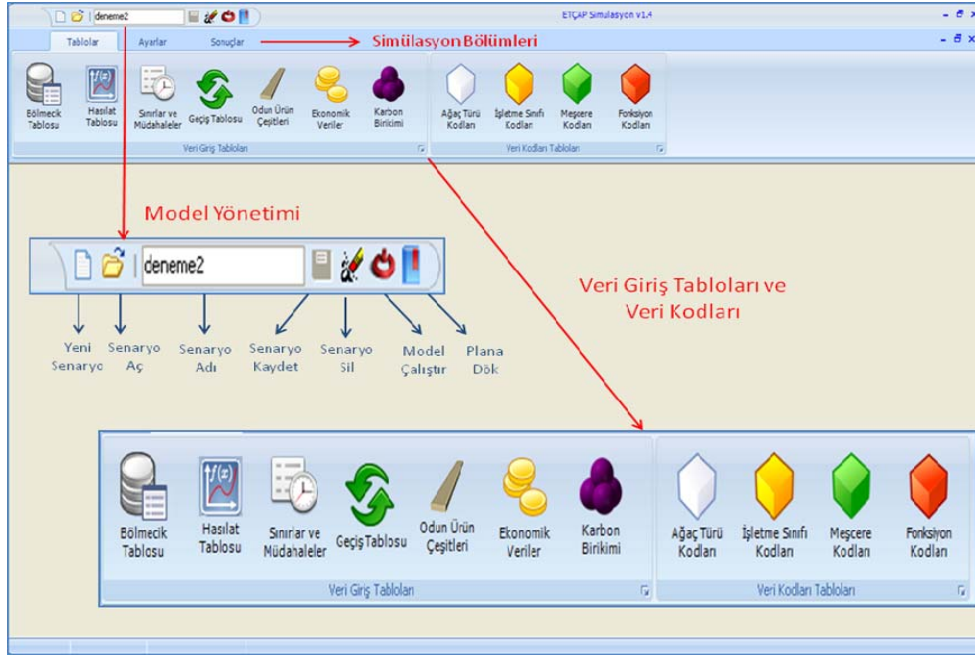 deneme2
ETÇAP Simulasyon v1.4
Tablolar Ayarlar Sonuçlar
Simülasyon Bölümleri
Bölmecik Tablosu
Hasılat Tablosu
Sınırlar ve Müdahaleler
Geçiş Tablosu
Odun Ürün Çeşitleri
Ekonomik Veriler
Karbon Birikimi
Ağaç Türü Kodları
İşletme Sınıfı Kodları
Meşcere Kodları
Fonksiyon Kodları
Veri Giriş Tabloları
Veri Kodları Tabloları
Model Yönetimi
deneme2
Yeni Senaryo
Senaryo Aç
Senaryo Adı
Senaryo Kaydet
Senaryo Sil
Model Çalıştır
Plana Dök
Veri Giriş Tabloları ve
Veri Kodları
f(x)
Bölmecik Tablosu
Hasılat Tablosu
Sınırlar ve Müdahaleler
Geçiş Tablosu
Odun Ürün Çeşitleri
Ekonomik Veriler
Karbon Birikimi
Ağaç Türü Kodları
İşletme Sınıfı Kodları
Meşcere Kodları
Fonksiyon Kodları
Veri Giriş Tabloları
Veri Kodları Tabloları